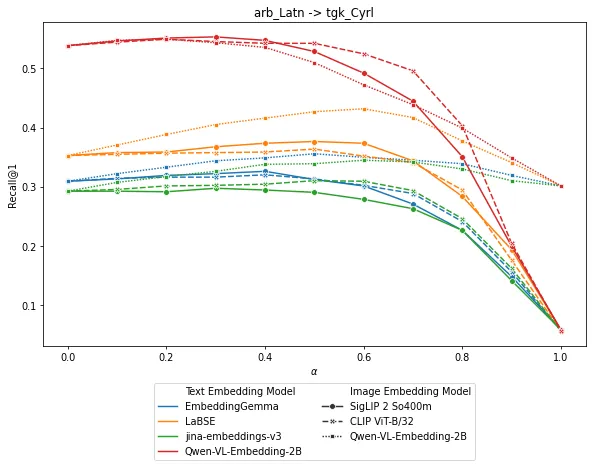 arb_Latn -> tgk_Cyrl
Recall@1
0.5
0.4
0.3
0.2
0.1
0.0 0.2 0.4 0.6 0.8 1.0
α
Text Embedding Model
EmbeddingGemma
LaBSE
jina-embeddings-v3
Qwen-VL-Embedding-2B
Image Embedding Model
SigLIP 2 So400m
CLIP ViT-B/32
Qwen-VL-Embedding-2B